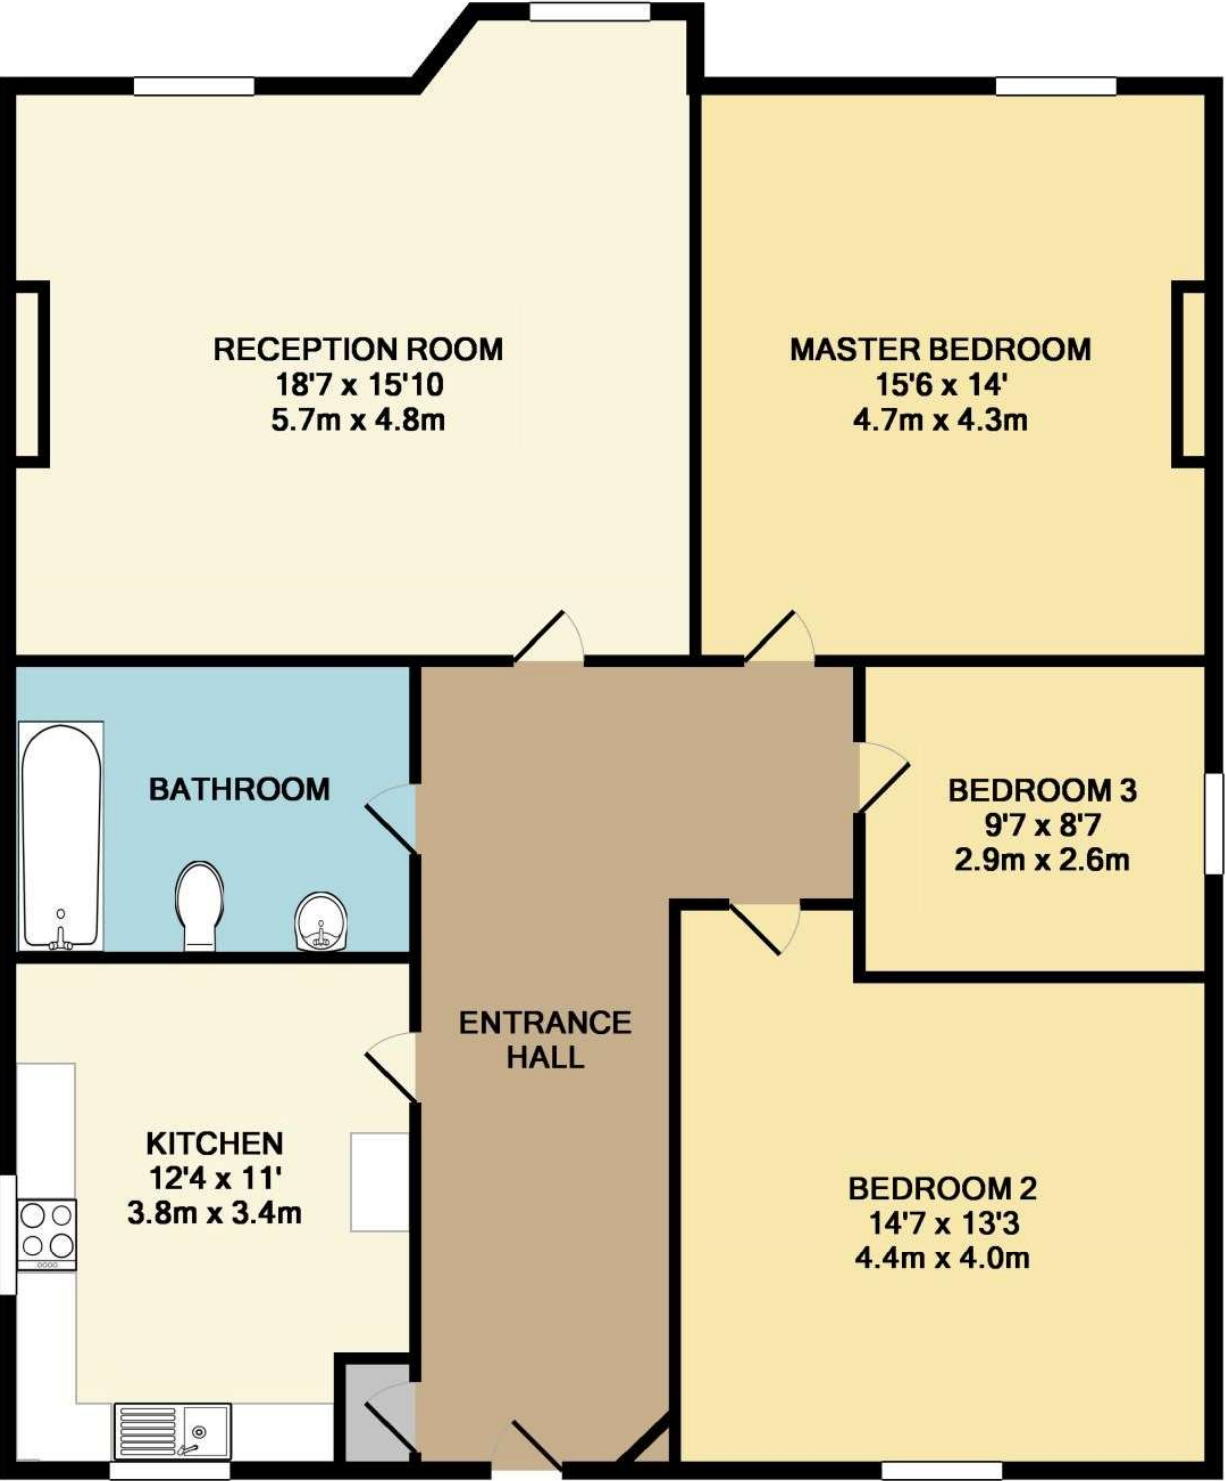 RECEPTION ROOM
18'7 x 15'10
5.7m x 4.8m
MASTER BEDROOM
15'6 x 14'
4.7m x 4.3m
BATHROOM
BEDROOM 3
9'7 x 8'7
2.9m x 2.6m
ENTRANCE
HALL
KITCHEN
12'4 x 11'
3.8m x 3.4m
BEDROOM 2
14'7 x 13'3
4.4m x 4.0m